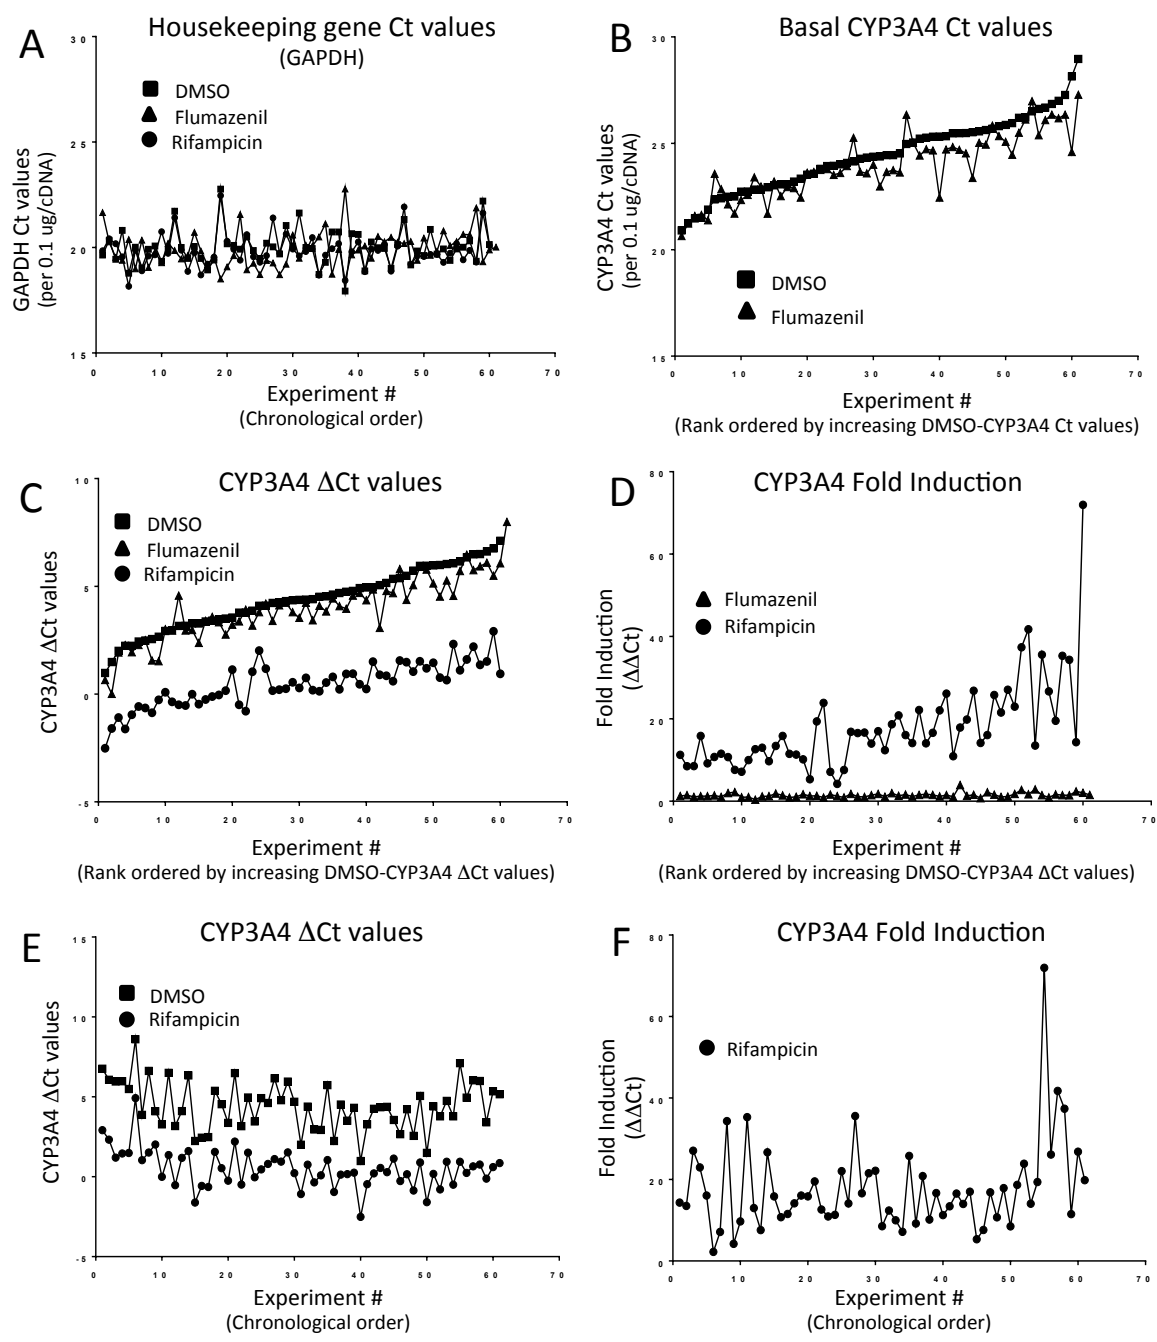 A
Housekeeping gene Ct values
(GAPDH)
30
25
20
15
DMSO
Flumazenil
Rifampicin
GAPDH Ct values
(per 0.1 ug/cDNA)
0 10 20 30 40 50 60 70
Experiment #
(Chronological order)
B
Basal CYP3A4 Ct values
30
25
20
15
CYP3A4 Ct values
(per 0.1 ug/cDNA)
DMSO
Flumazenil
0 10 20 30 40 50 60 70
Experiment #
(Rank ordered by increasing DMSO-CYP3A4 Ct values)
C
CYP3A4 ΔCt values
10
5
0
-5
DMSO
Flumazenil
Rifampicin
CYP3A4 ΔCt values
0 10 20 30 40 50 60 70
Experiment #
(Rank ordered by increasing DMSO-CYP3A4 ΔCt values)
D
CYP3A4 Fold Induction
80
60
40
20
0
Flumazenil
Rifampicin
Fold Induction
(ΔΔCt)
0 10 20 30 40 50 60 70
Experiment #
(Rank ordered by increasing DMSO-CYP3A4 ΔCt values)
E
CYP3A4 ΔCt values
15
10
5
0
-5
DMSO
Rifampicin
CYP3A4 ΔCt values
0 10 20 30 40 50 60 70
Experiment #
(Chronological order)
F
CYP3A4 Fold Induction
80
60
40
20
0
Rifampicin
Fold Induction
(ΔΔCt)
0 10 20 30 40 50 60 70
Experiment #
(Chronological order)